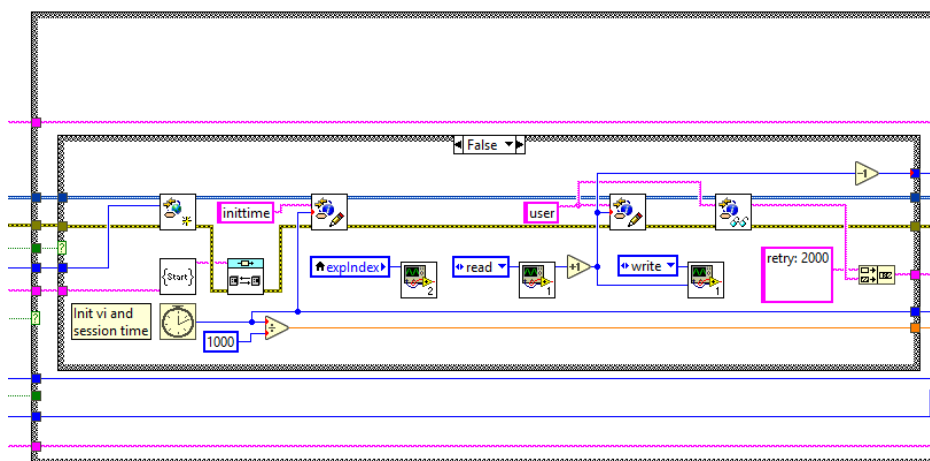 False
inittime
user
{Start}
expIndex
read
+1
write
-1
retry: 2000
2
1
1
Init vi and
session time
1000